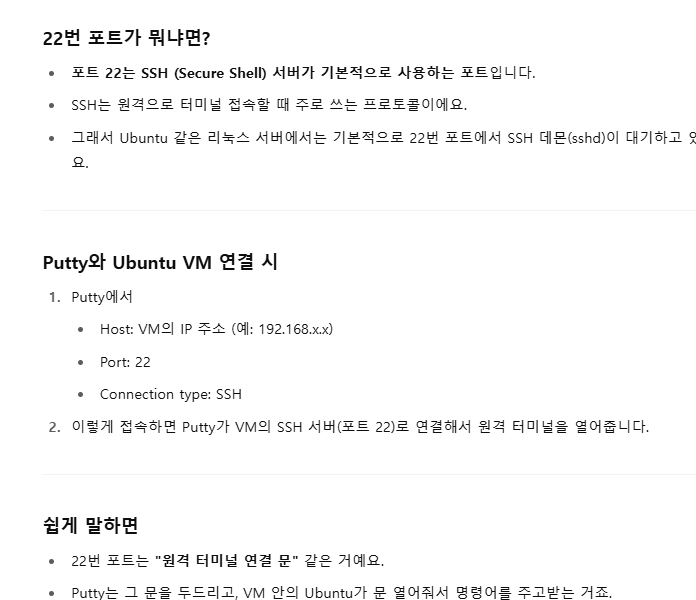 22번 포트가 뭐냐면?
• 포트 22는 SSH (Secure Shell) 서버가 기본적으로 사용하는 포트입니다.
• SSH는 원격으로 터미널 접속할 때 주로 쓰는 프로토콜이에요.
• 그래서 Ubuntu 같은 리눅스 서버에서는 기본적으로 22번 포트에서 SSH 데몬(sshd)이 대기하고
요.
Putty와 Ubuntu VM 연결 시
1. Putty에서
• Host: VM의 IP 주소 (예: 192.168.x.x)
• Port: 22
• Connection type: SSH
2. 이렇게 접속하면 Putty가 VM의 SSH 서버(포트 22)로 연결해서 원격 터미널을 열어줍니다.
쉽게 말하면
• 22번 포트는 "원격 터미널 연결 문" 같은 거예요.
• Putty는 그 문을 두드리고, VM 안의 Ubuntu가 문 열어줘서 명령어를 주고받는 거죠.